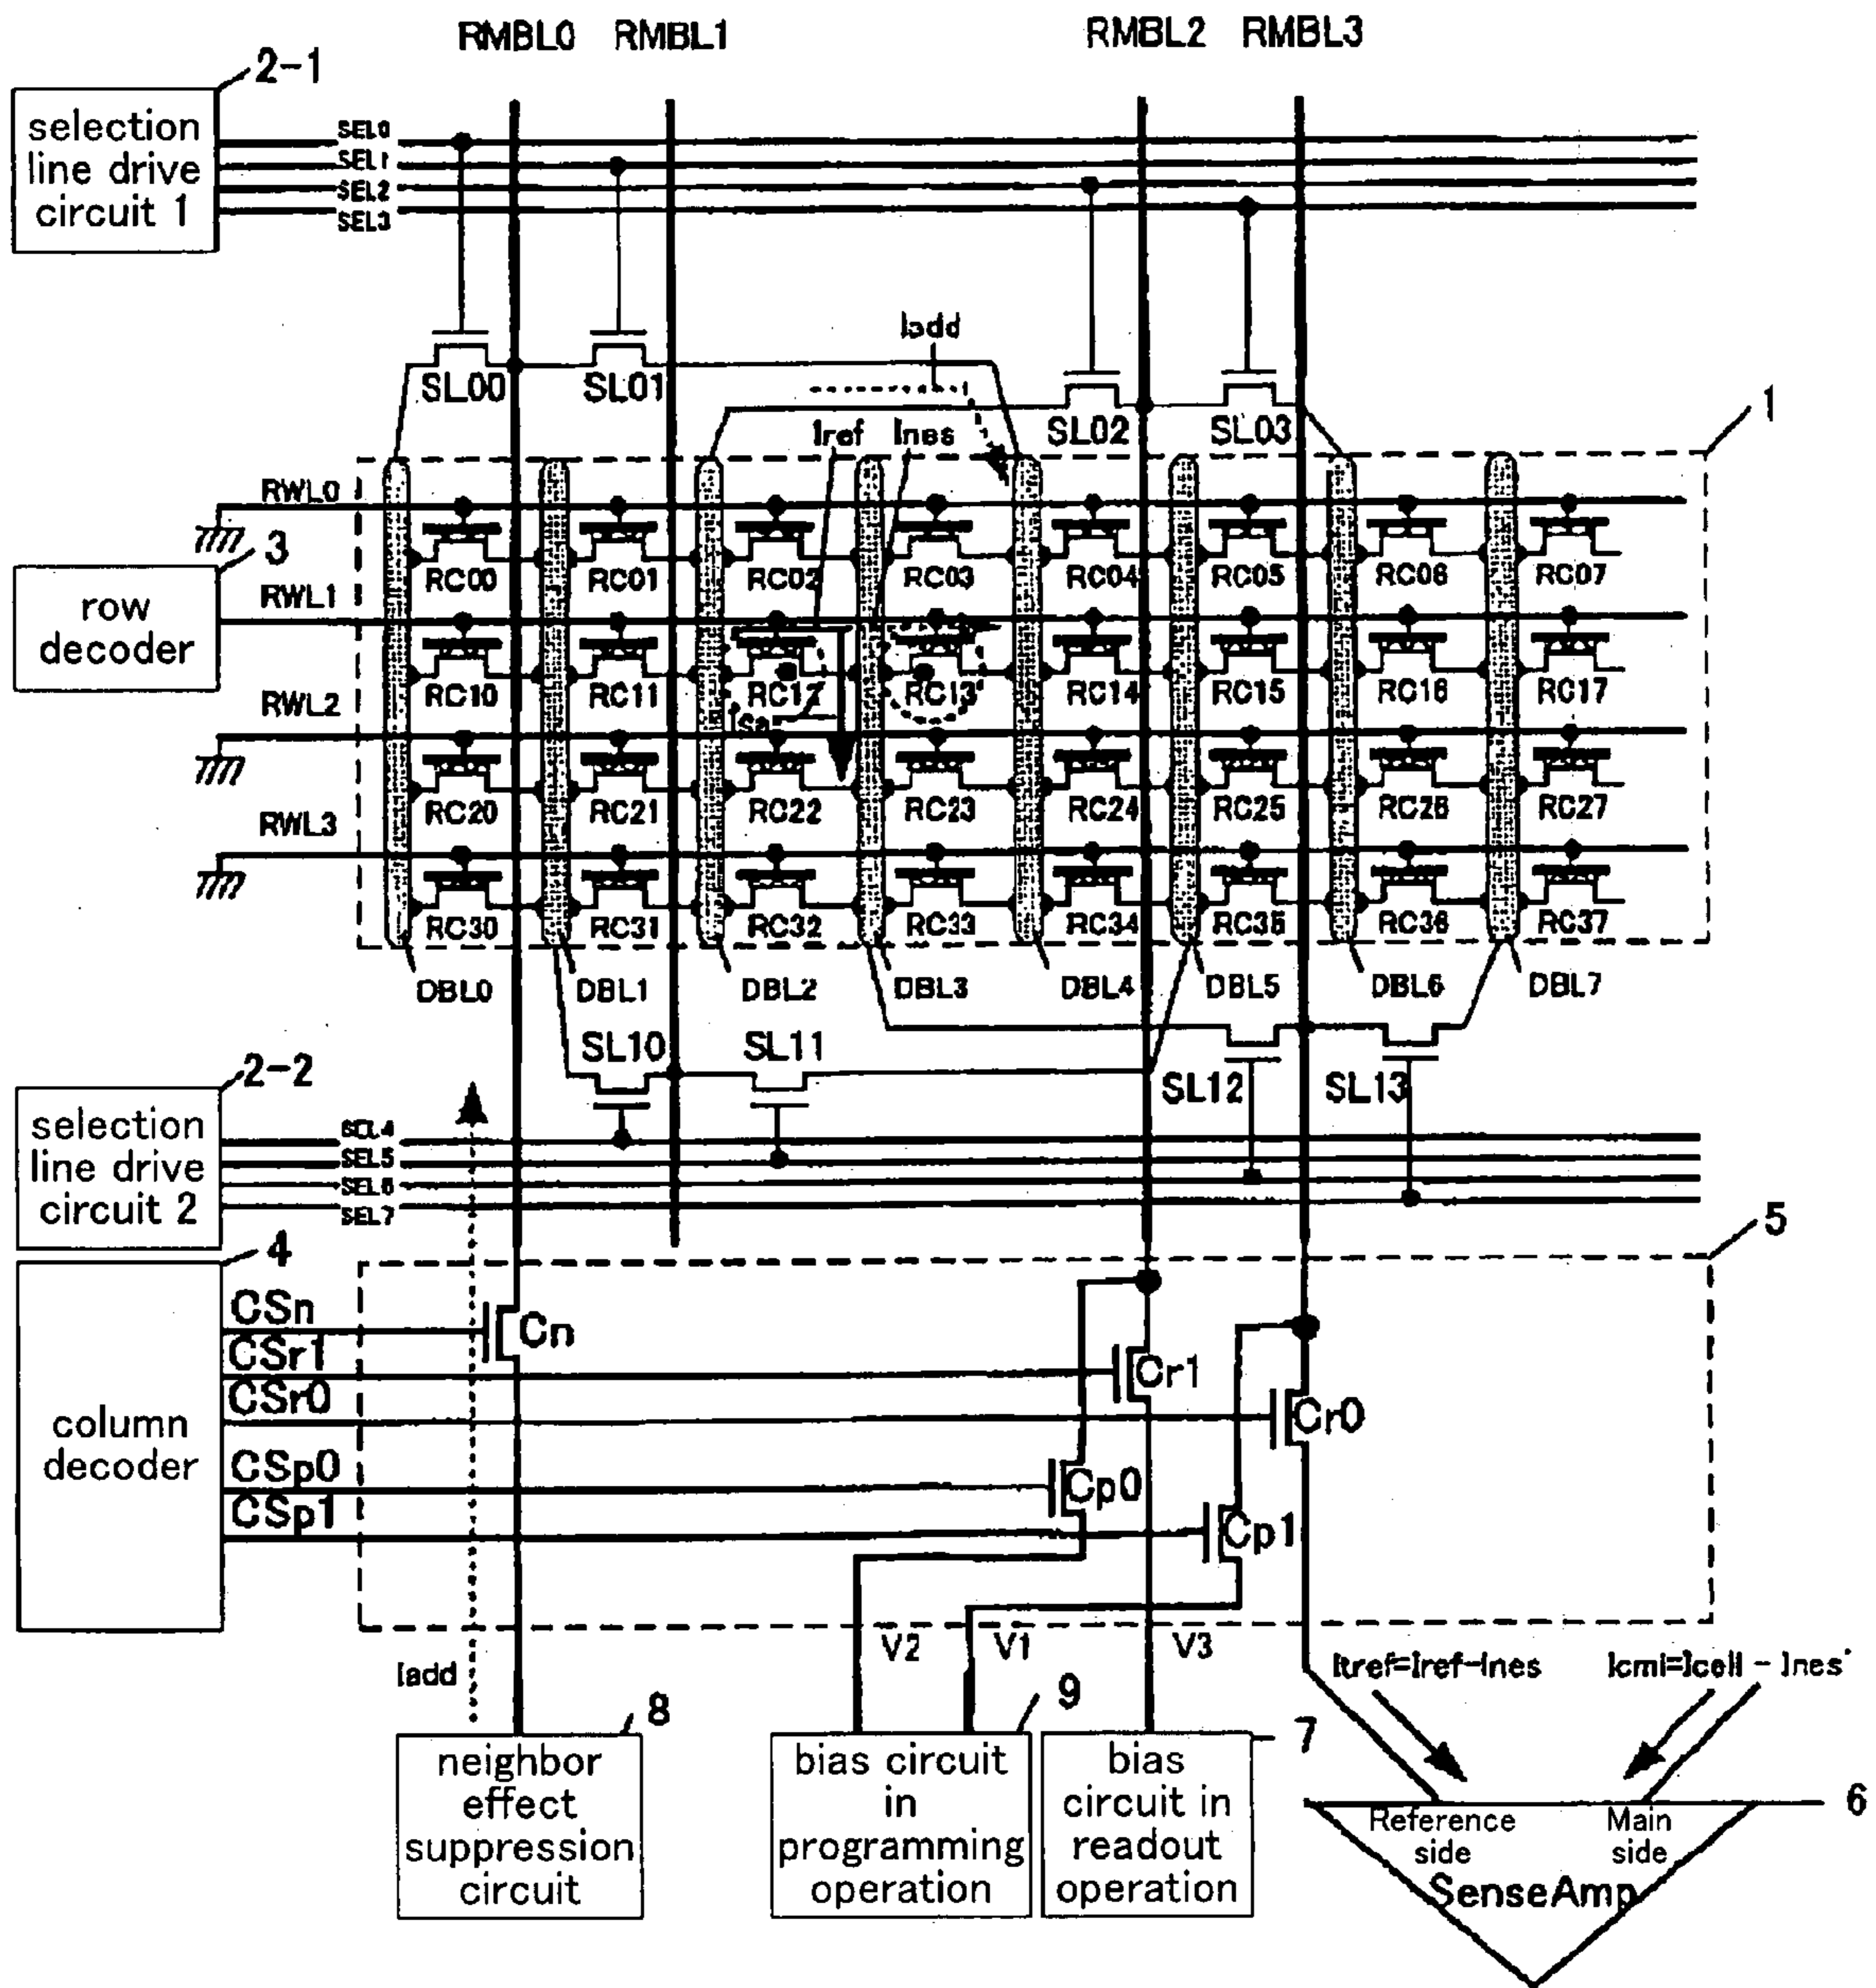 RMBL0 RMBL1 RMBL2 RMBL3
2-1
selection
line drive
circuit 1
SEL0
SEL1
SEL2
SEL3
Iadd
SL00 SL01 SL02 SL03
Iref Ines
1
RWL0
RC00 RC01 RC02 RC03 RC04 RC05 RC06 RC07
3
row
decoder
RWL1
RC10 RC11 RC12 RC13 RC14 RC15 RC16 RC17
RWL2
RC20 RC21 RC22 RC23 RC24 RC25 RC26 RC27
RWL3
RC30 RC31 RC32 RC33 RC34 RC35 RC36 RC37
DBL0 DBL1 DBL2 DBL3 DBL4 DBL5 DBL6 DBL7
SL10 SL11 SL12 SL13
2-2
selection
line drive
circuit 2
SEL4
SEL5
SEL6
SEL7
4
5
column
decoder
CSn
CSr1
CSr0
CSp0
CSp1
Cn
Cr1
Cr0
Cp0
Cp1
V2 V1 V3
Iadd
Itref=Iref-Ines
Icmi=Icell - Ines'
8
neighbor
effect
suppression
circuit
9
bias circuit
in
programming
operation
7
bias
circuit in
readout
operation
6
Reference
side
Main
side
SenseAmp